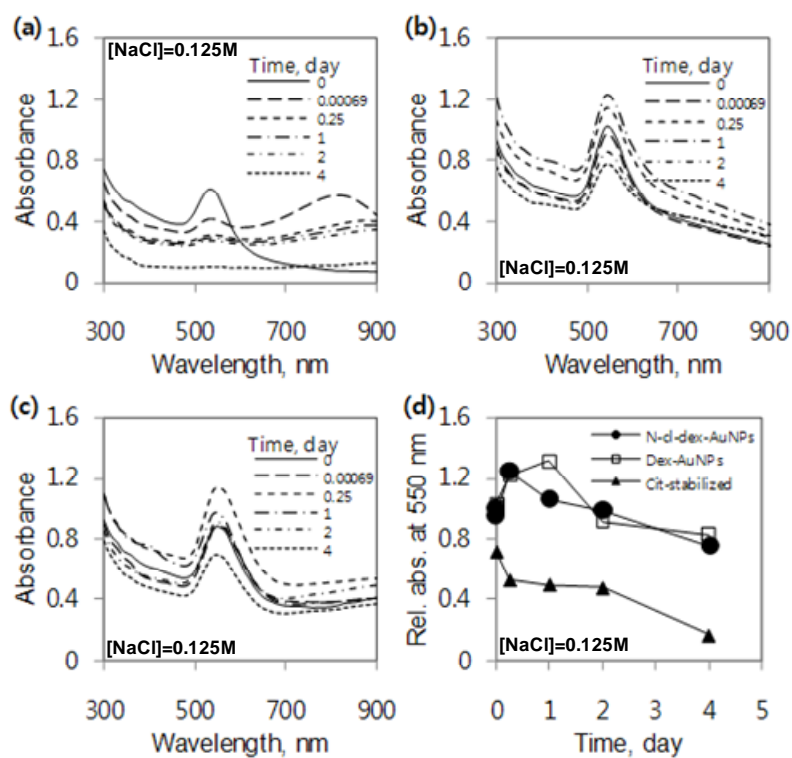 (a)
1.6
1.2
0.8
0.4
0
Absorbance
[NaCl]=0.125M
Time, day
0
0.00069
0.25
1
2
4
300
500
700
900
Wavelength, nm
(b)
1.6
1.2
0.8
0.4
0
Absorbance
Time, day
0
0.00069
0.25
1
2
4
[NaCl]=0.125M
300
500
700
900
Wavelength, nm
(c)
1.6
1.2
0.8
0.4
0
Absorbance
Time, day
0
0.00069
0.25
1
2
4
[NaCl]=0.125M
300
500
700
900
Wavelength, nm
(d)
1.6
1.2
0.8
0.4
0
Rel. abs. at 550 nm
N-cl-dex-AuNPs
Dex-AuNPs
Cit-stabilized
[NaCl]=0.125M
0
1
2
3
4
5
Time, day